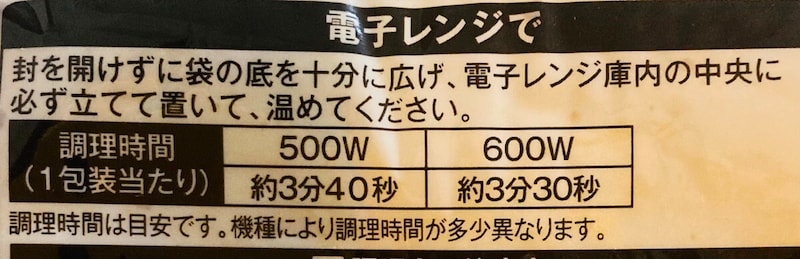 電子レンジで
封を開けずに袋の底を十分に広げ、電子レンジ庫内の中央に
必ず立てて置いて、温めてください。
調理時間 500W 600W
(1包装当たり) 約3分40秒 約3分30秒
調理時間は目安です。機種により調理時間が多少異なります。